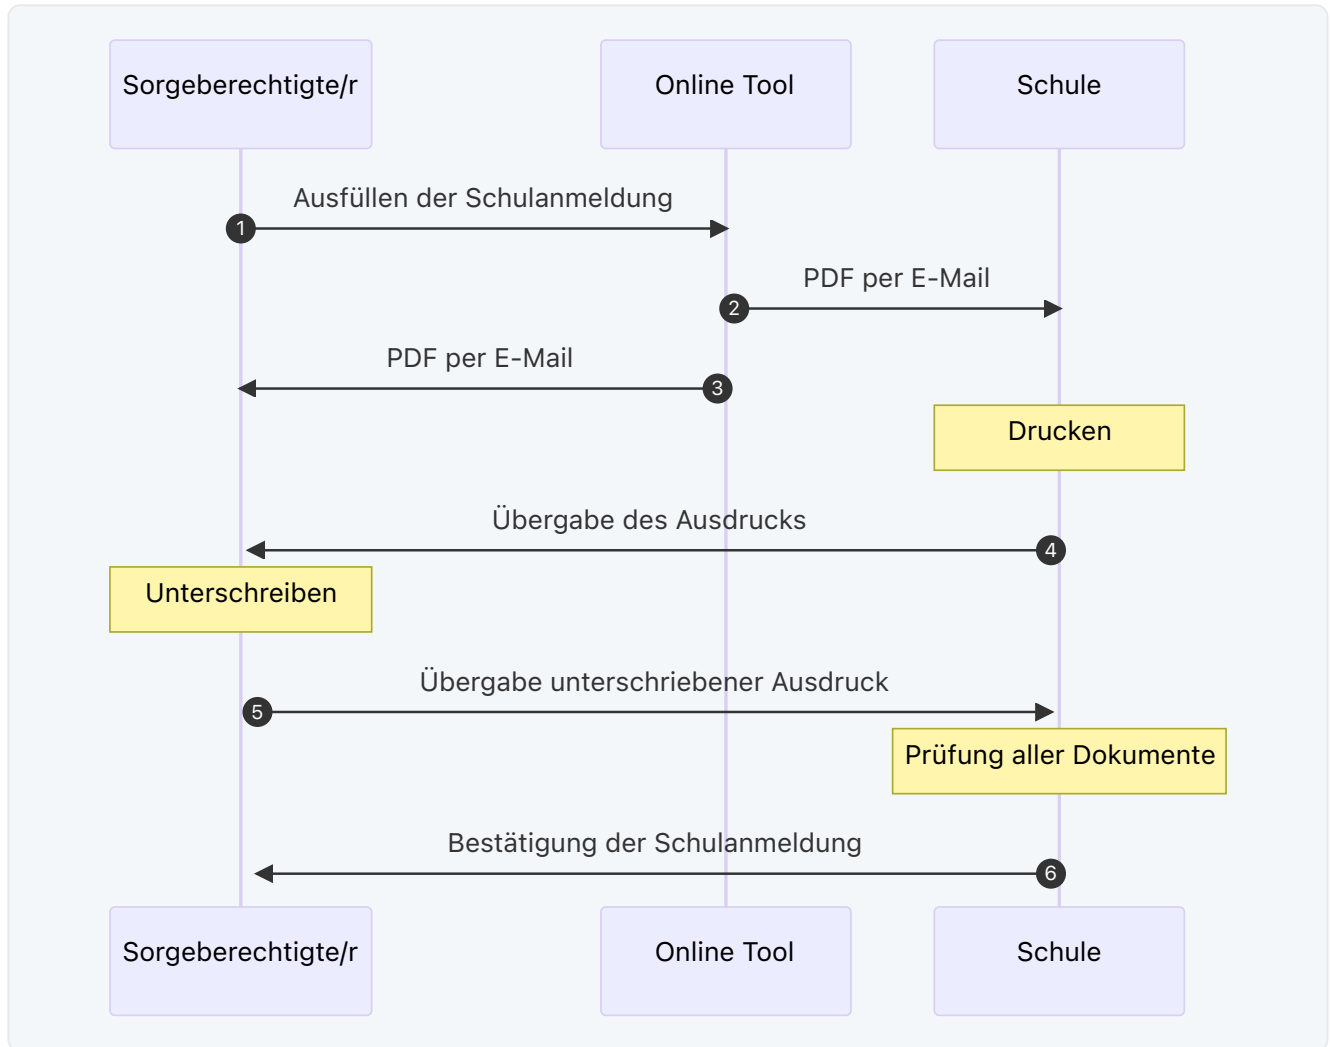 Sorgeberechtigte/r
Online Tool
Schule
Ausfüllen der Schulanmeldung
1
PDF per E-Mail
2
PDF per E-Mail
3
Drucken
Übergabe des Ausdrucks
4
Unterschreiben
Übergabe unterschriebener Ausdruck
5
Prüfung aller Dokumente
Bestätigung der Schulanmeldung
6
Sorgeberechtigte/r
Online Tool
Schule